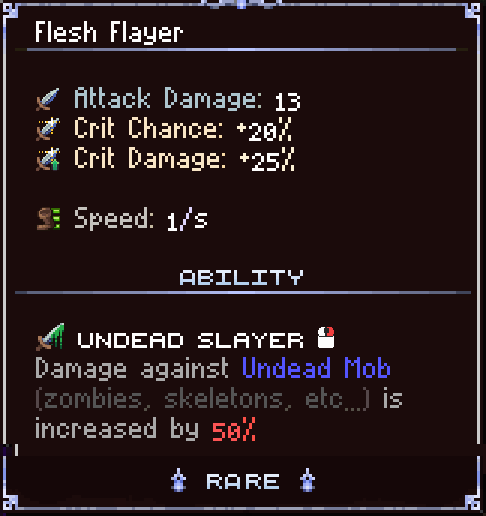 Flesh Flayer
Attack Damage: 13
Crit Chance: +20%
Crit Damage: +25%
Speed: 1/s
ABILITY
UNDEAD SLAYER
Damage against Undead Mob
(zombies, skeletons, etc...) is
increased by 50%
RARE